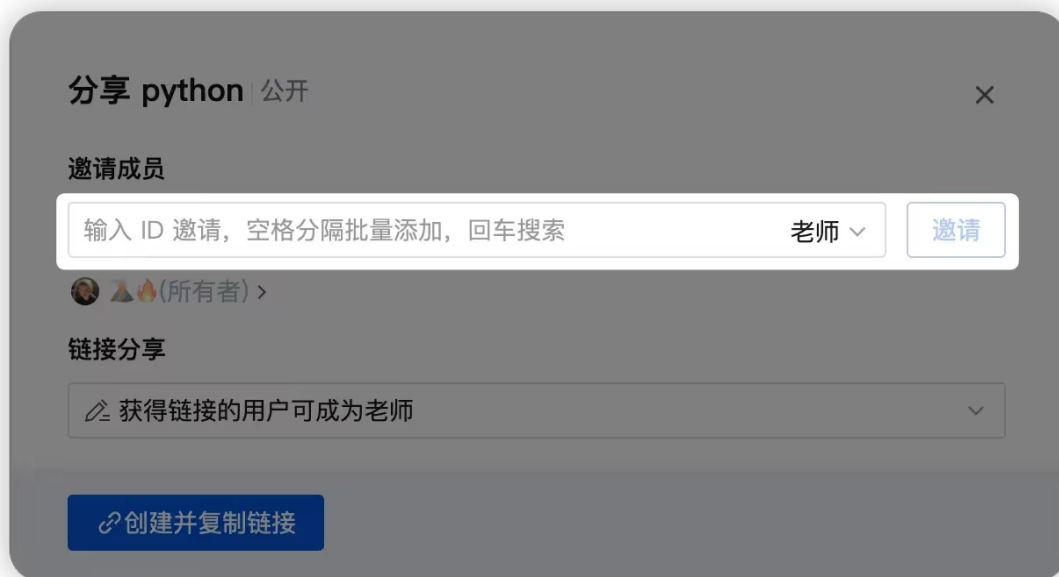 分享 python 公开
邀请成员
输入 ID 邀请，空格分隔批量添加，回车搜索 老师 邀请
(所有者)
链接分享
获得链接的用户可成为老师
创建并复制链接